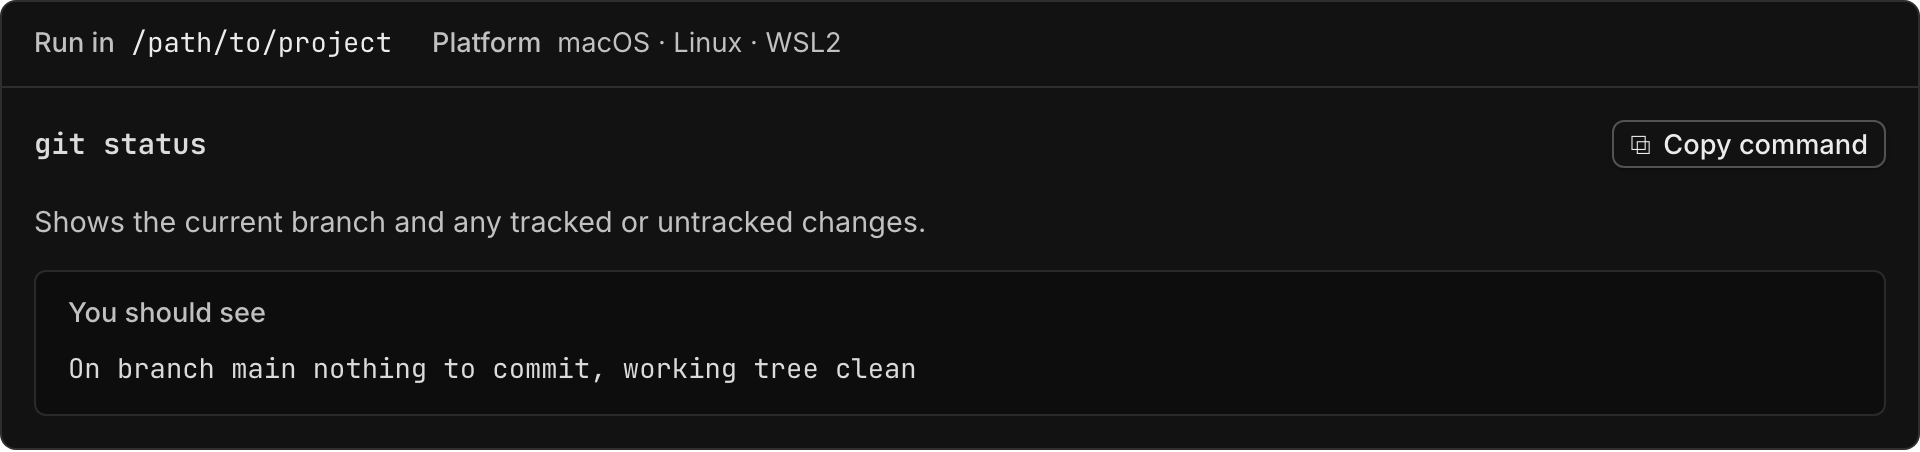 Run in /path/to/project Platform macOS · Linux · WSL2
git status
Copy command
Shows the current branch and any tracked or untracked changes.
You should see
On branch main nothing to commit, working tree clean